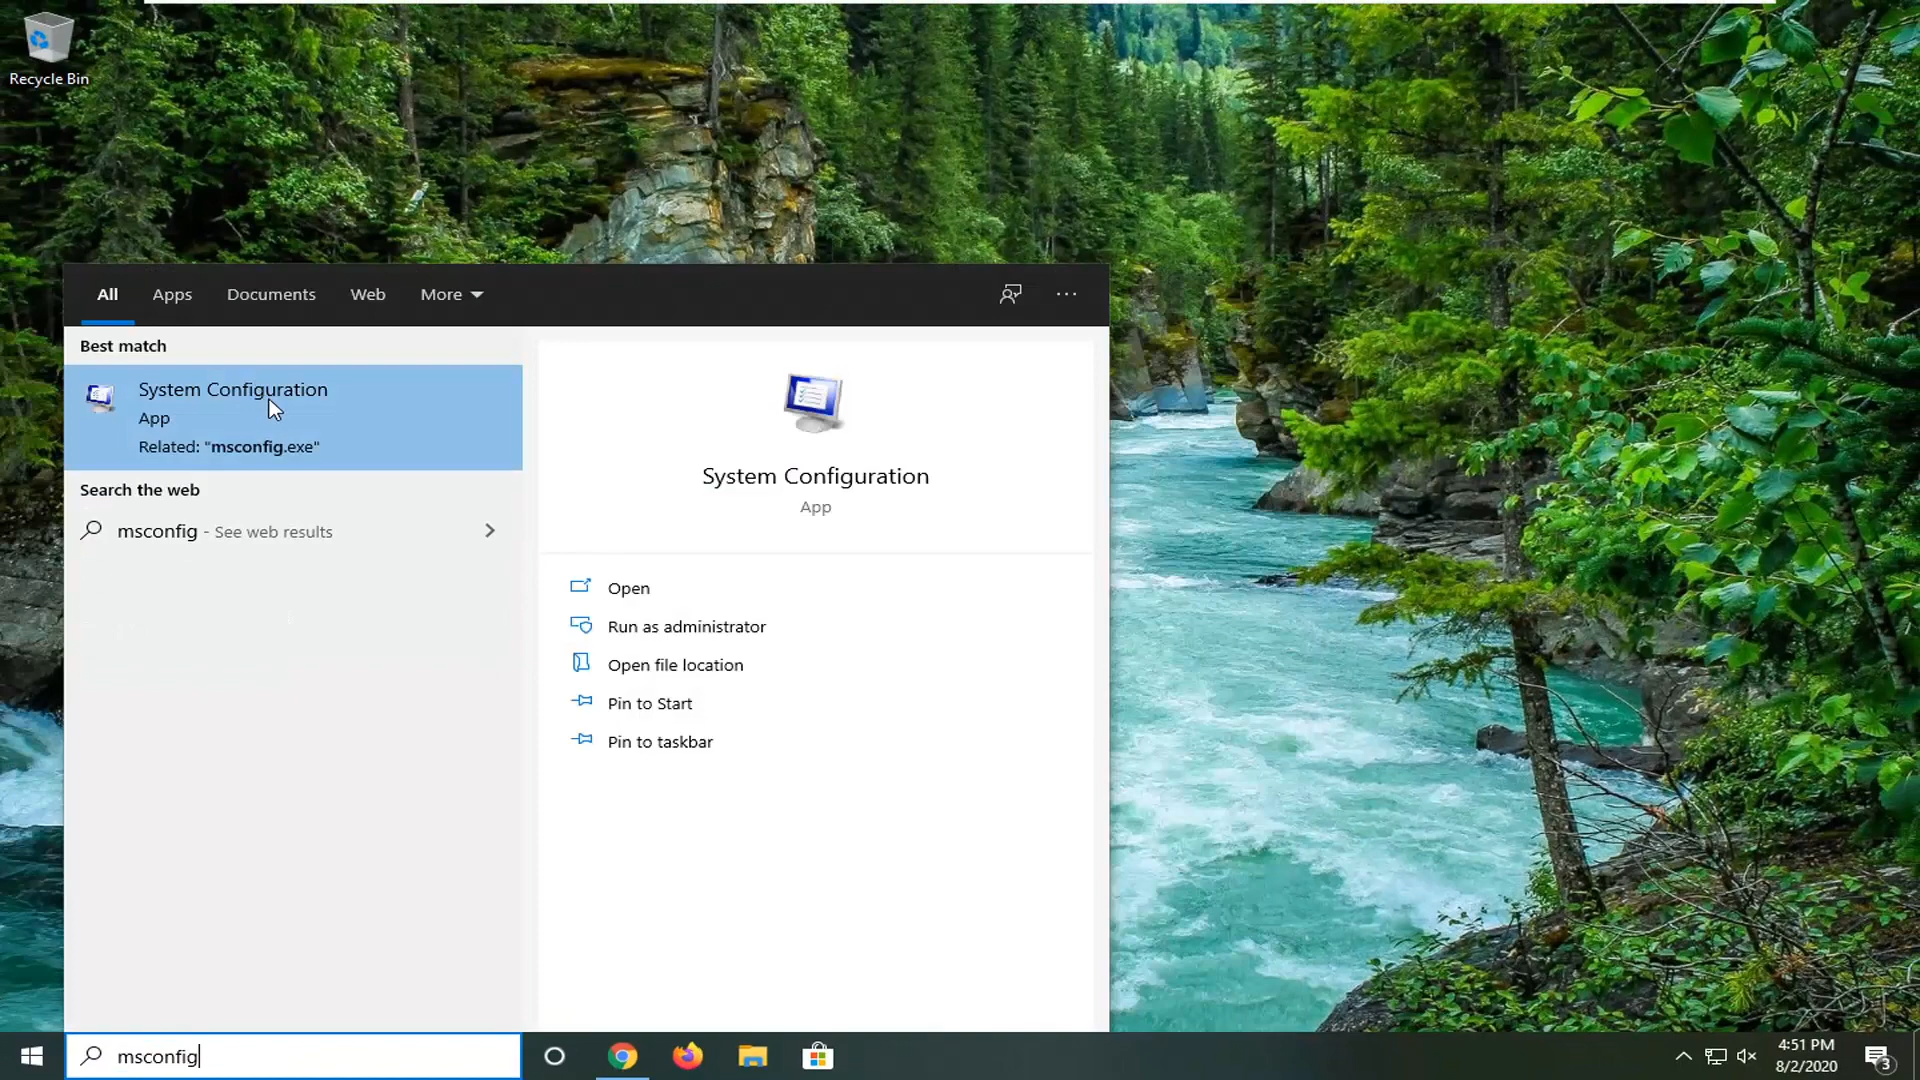 Recycle Bin
All Apps Documents Web More
Best match
System Configuration
App
Related: "msconfig.exe"
Search the web
msconfig - See web results
System Configuration
App
Open
Run as administrator
Open file location
Pin to Start
Pin to taskbar
msconfig
4:51 PM
8/2/2020
3